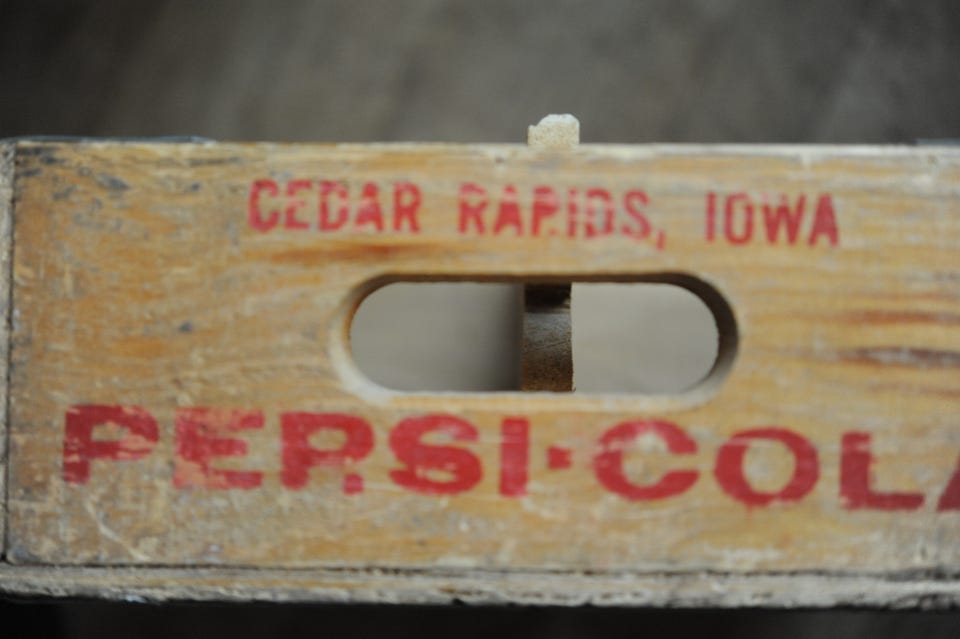 CEDAR RAPIDS, IOWA
PEPSI·COLA